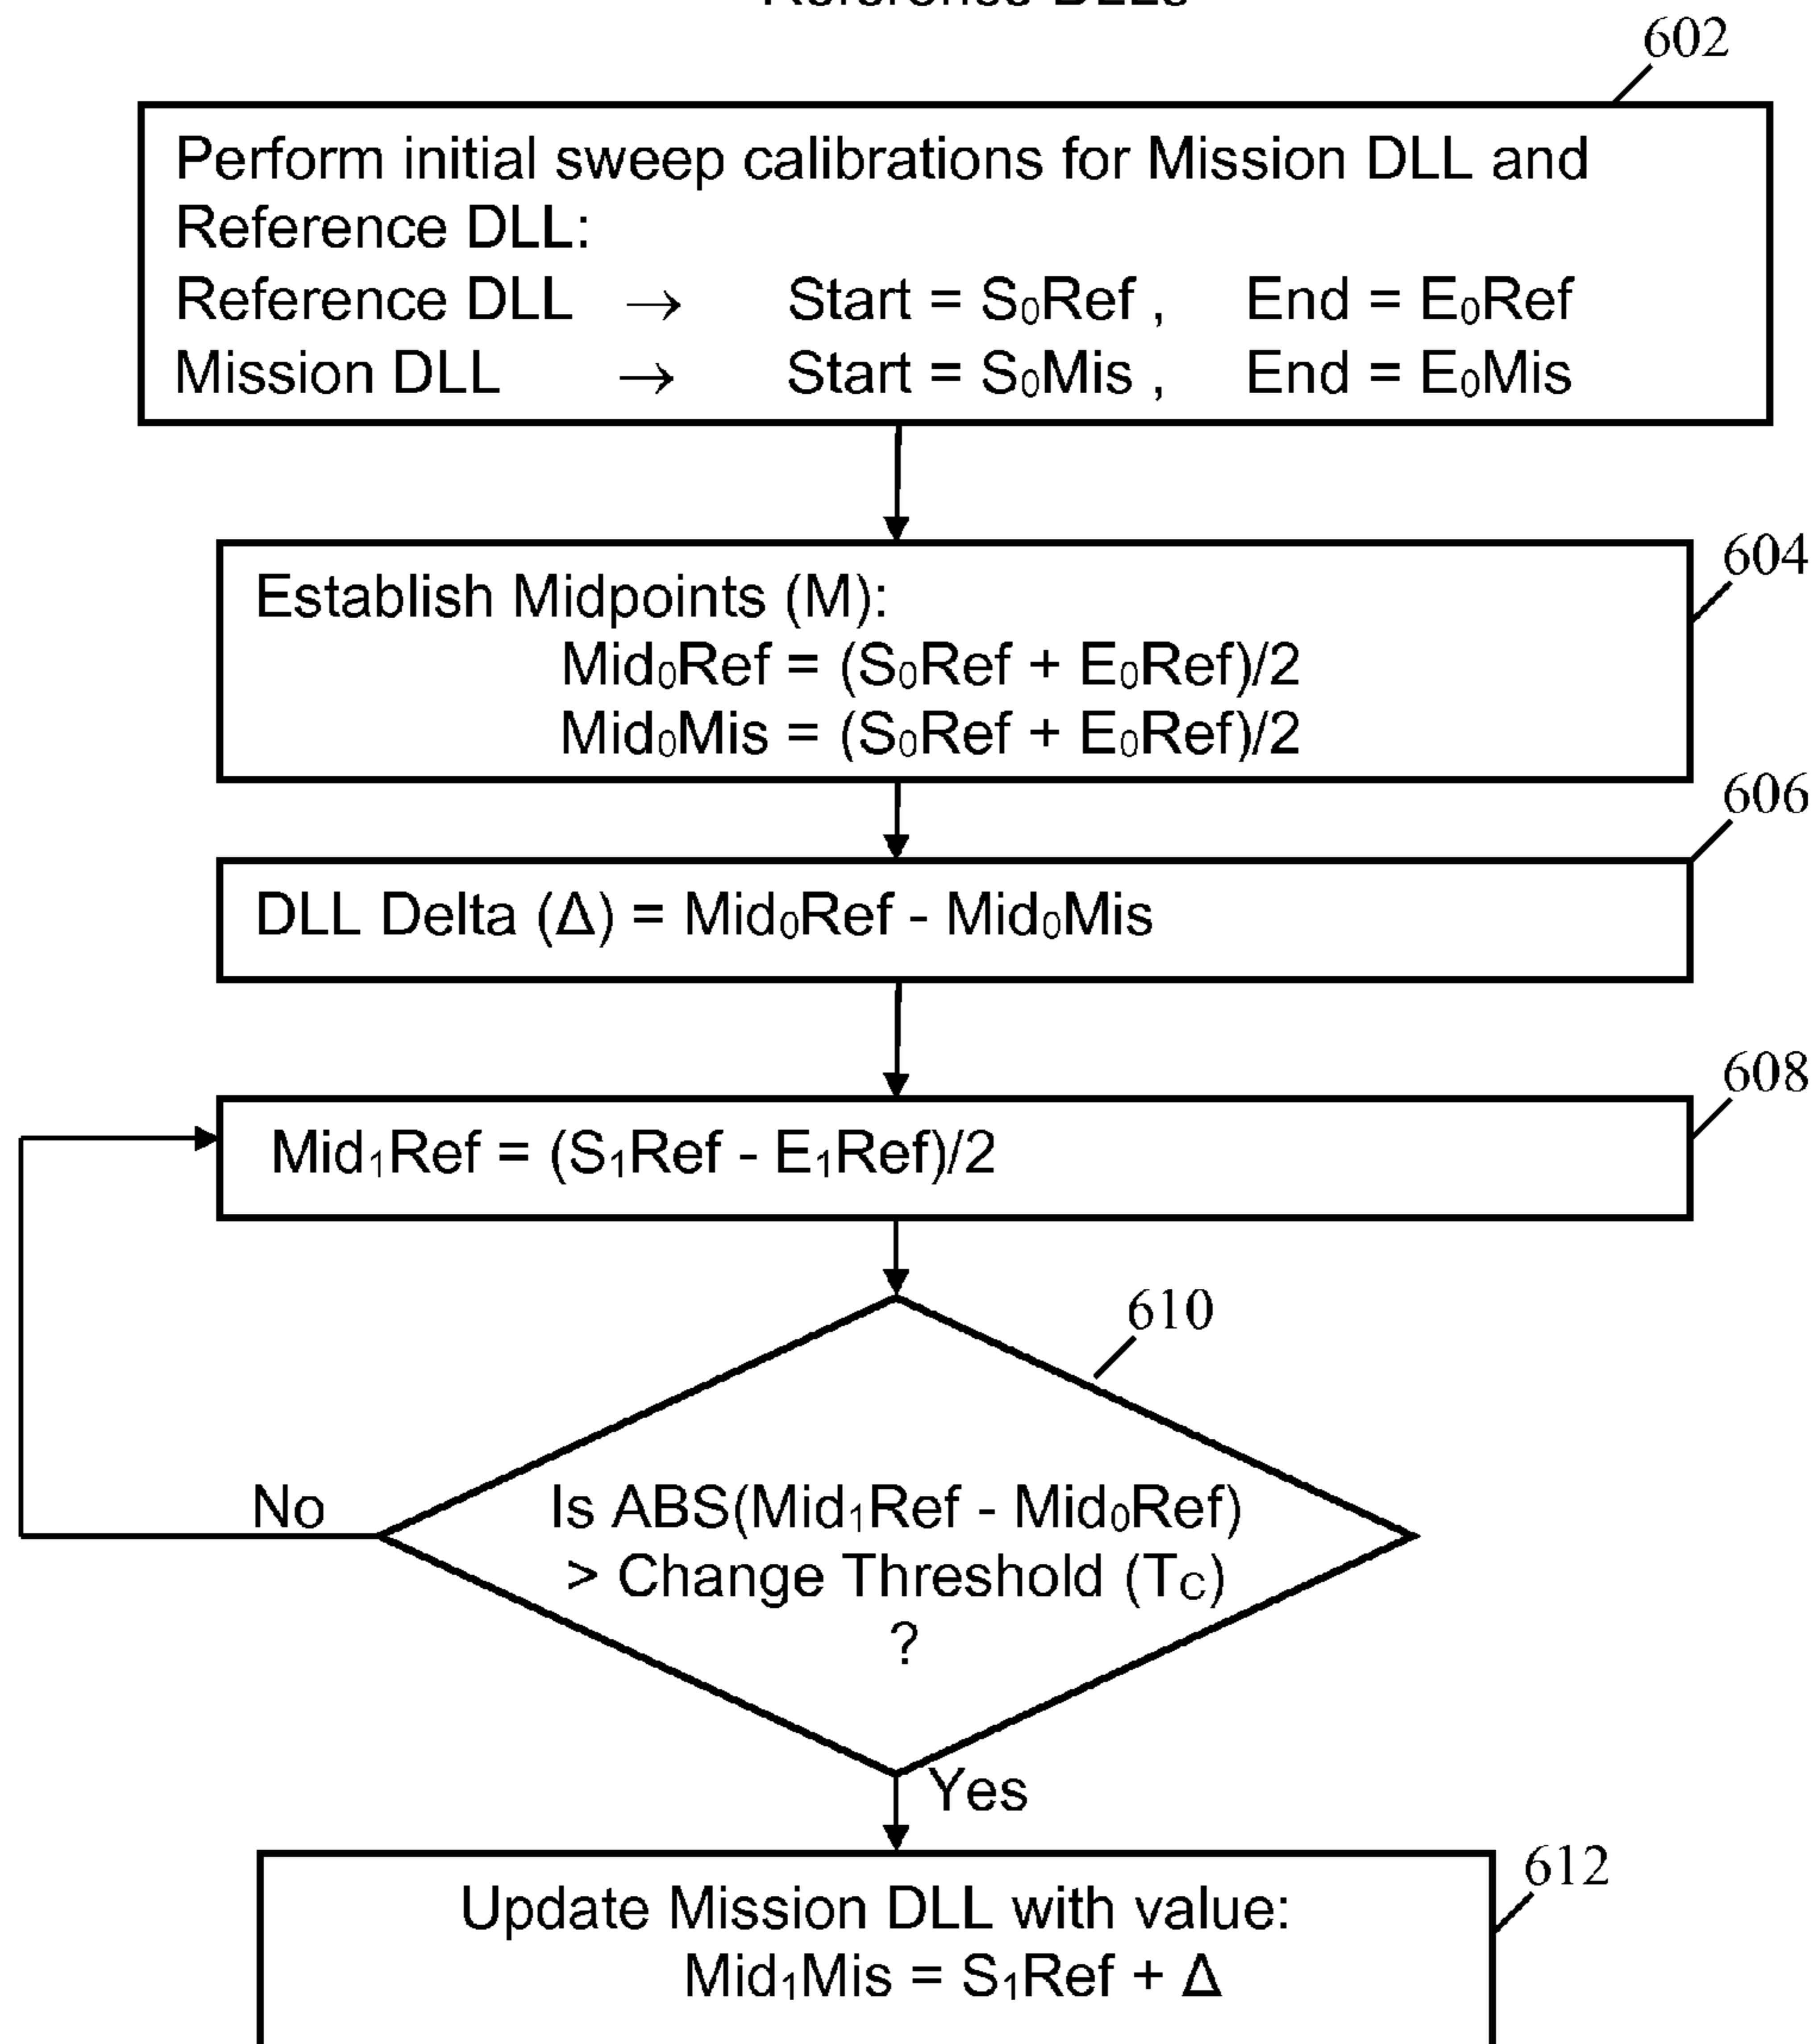 Reference DLLs
602
Perform initial sweep calibrations for Mission DLL and
Reference DLL:
Reference DLL → Start = S₀Ref , End = E₀Ref
Mission DLL → Start = S₀Mis , End = E₀Mis
604
Establish Midpoints (M):
Mid₀Ref = (S₀Ref + E₀Ref)/2
Mid₀Mis = (S₀Ref + E₀Ref)/2
606
DLL Delta (Δ) = Mid₀Ref - Mid₀Mis
608
Mid₁Ref = (S₁Ref - E₁Ref)/2
610
No
Is ABS(Mid₁Ref - Mid₀Ref)
> Change Threshold (Tc)
?
Yes
612
Update Mission DLL with value:
Mid₁Mis = S₁Ref + Δ